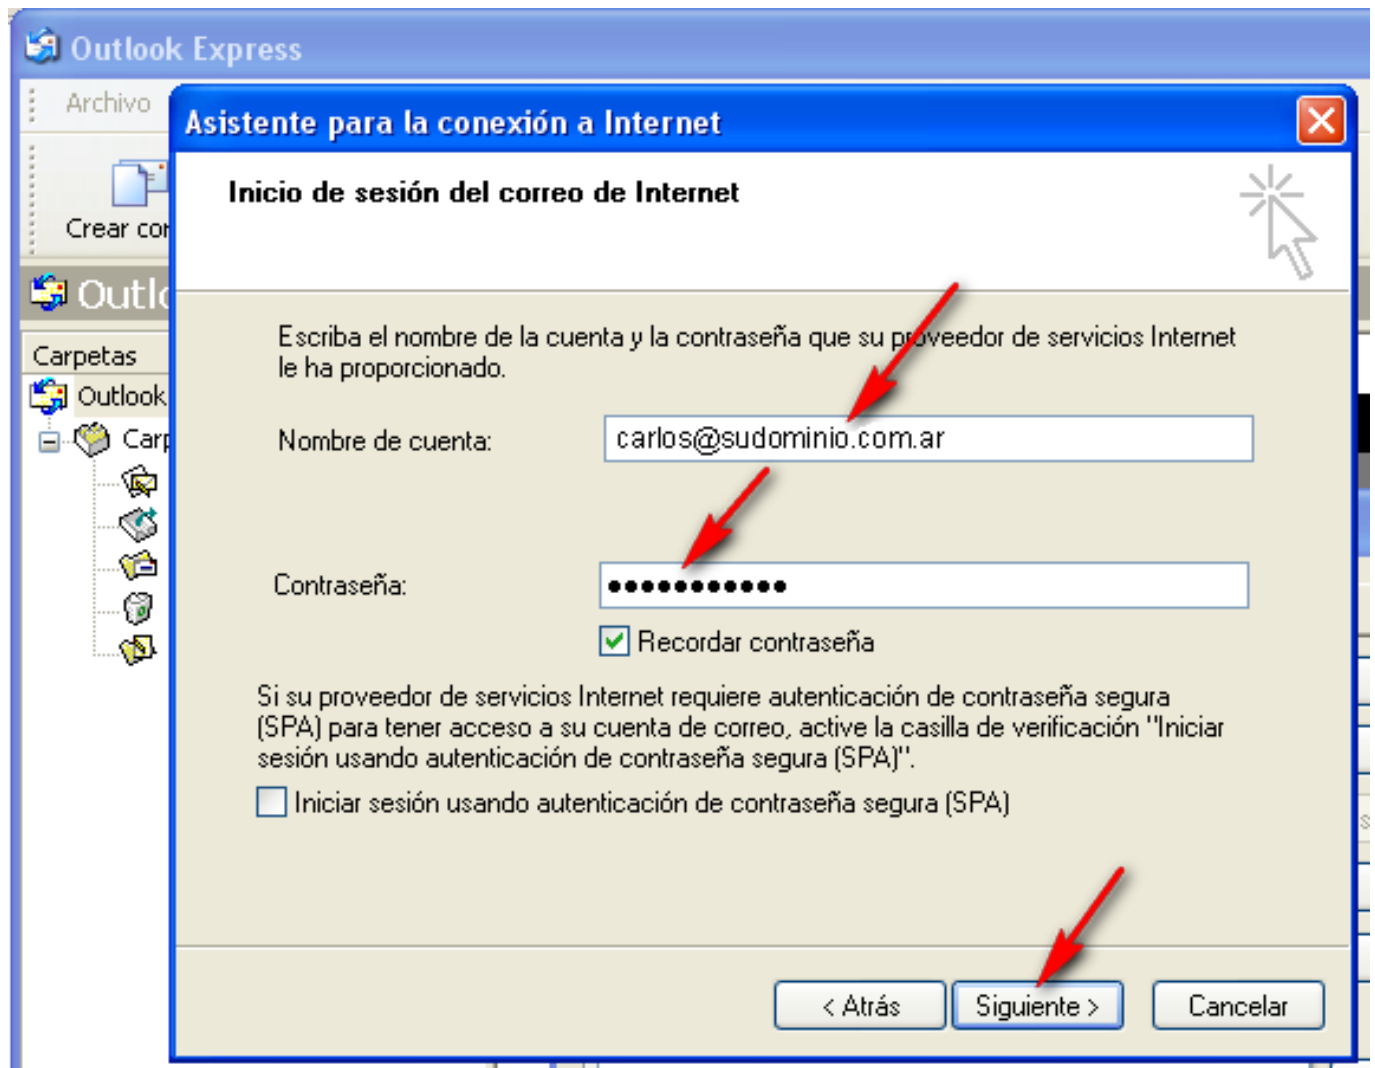 Outlook Express
Archivo
Asistente para la conexión a Internet
Inicio de sesión del correo de Internet
Crear
Carpetas
Outlook
Escriba el nombre de la cuenta y la contraseña que su proveedor de servicios Internet
le ha proporcionado.
Nombre de cuenta: carlos@sudominio.com.ar
Contraseña: •••••••••••
Recordar contraseña
Si su proveedor de servicios Internet requiere autenticación de contraseña segura
(SPA) para tener acceso a su cuenta de correo, active la casilla de verificación "Iniciar
sesión usando autenticación de contraseña segura (SPA)".
Iniciar sesión usando autenticación de contraseña segura (SPA)
< Atrás
Siguiente >
Cancelar